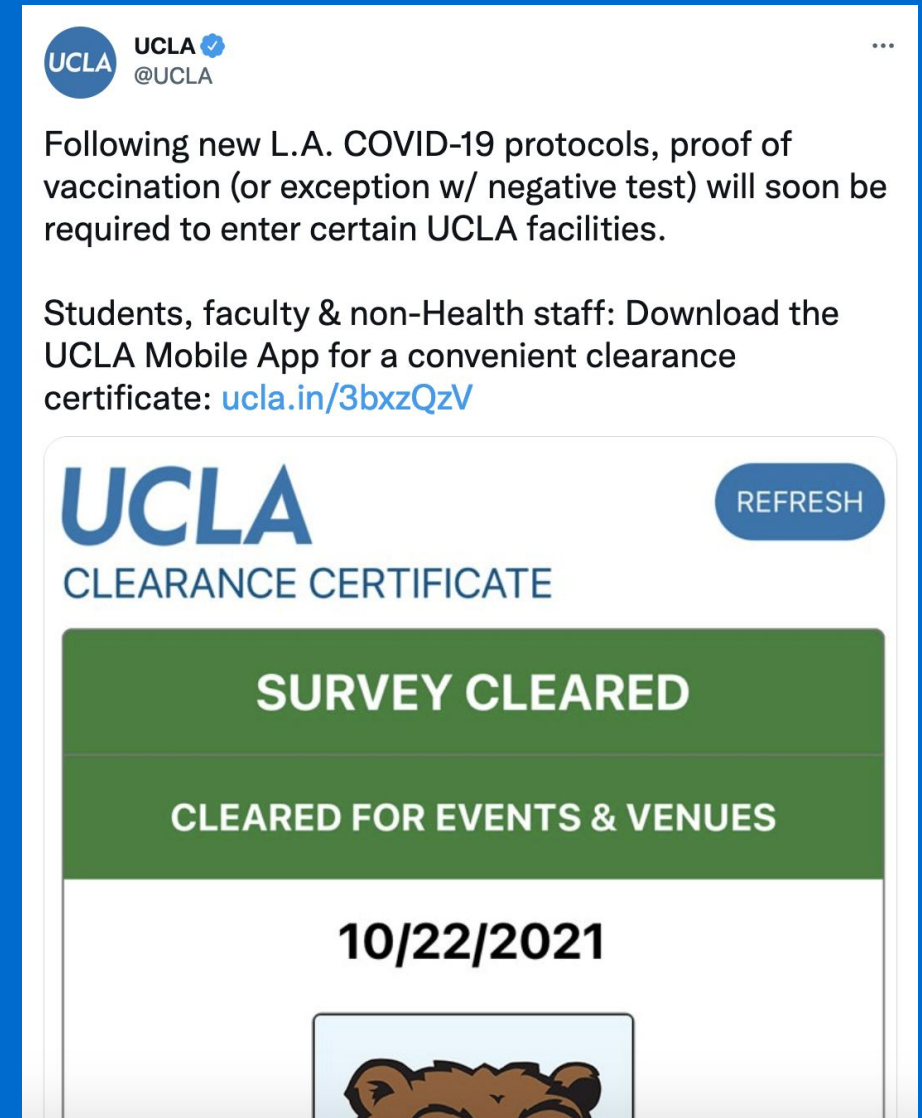 UCLA
UCLA
@UCLA
Following new L.A. COVID-19 protocols, proof of
vaccination (or exception w/ negative test) will soon be
required to enter certain UCLA facilities.
Students, faculty & non-Health staff: Download the
UCLA Mobile App for a convenient clearance
certificate: ucla.in/3bxzQzV
UCLA
REFRESH
CLEARANCE CERTIFICATE
SURVEY CLEARED
CLEARED FOR EVENTS & VENUES
10/22/2021